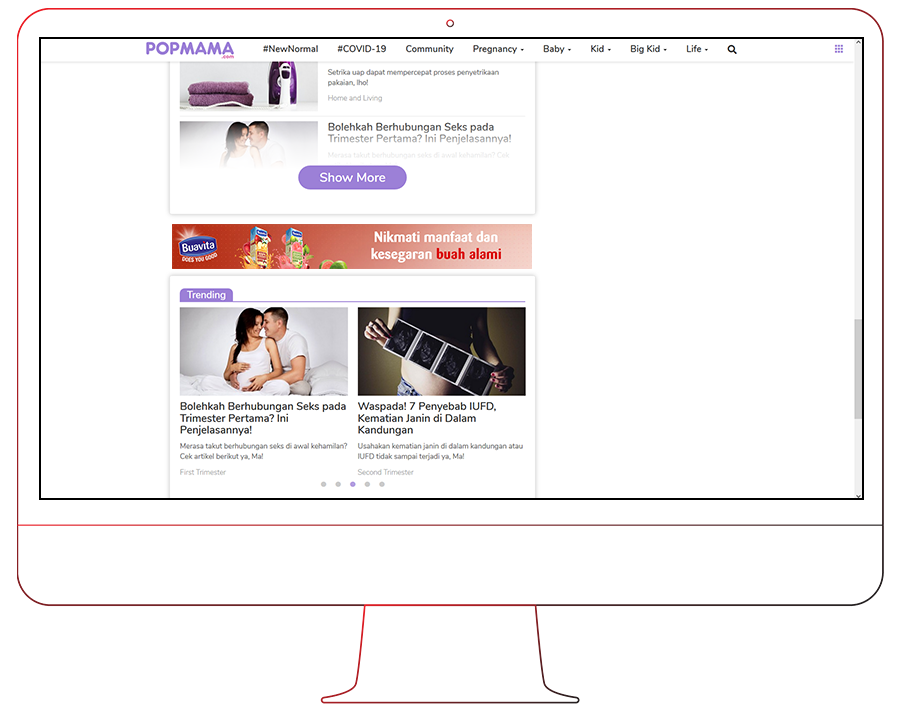 POPMAMA
.com
#NewNormal #COVID-19 Community Pregnancy Baby Kid Big Kid Life
Setrika uap dapat mempercepat proses penyetrikaan
pakaian, lho!
Home and Living
Bolehkah Berhubungan Seks pada
Trimester Pertama? Ini Penjelasannya!
Merasa takut berhubungan seks di awal kehamilan? Cek
Show More
Buavita
DOES YOU GOOD
Nikmati manfaat dan
kesegaran buah alami
Trending
Bolehkah Berhubungan Seks pada
Trimester Pertama? Ini
Penjelasannya!
Merasa takut berhubungan seks di awal kehamilan?
Cek artikel berikut ya, Ma!
First Trimester
Waspada! 7 Penyebab IUFD,
Kematian Janin di Dalam
Kandungan
Usahakan kematian janin di dalam kandungan atau
IUFD tidak sampai terjadi ya, Ma!
Second Trimester